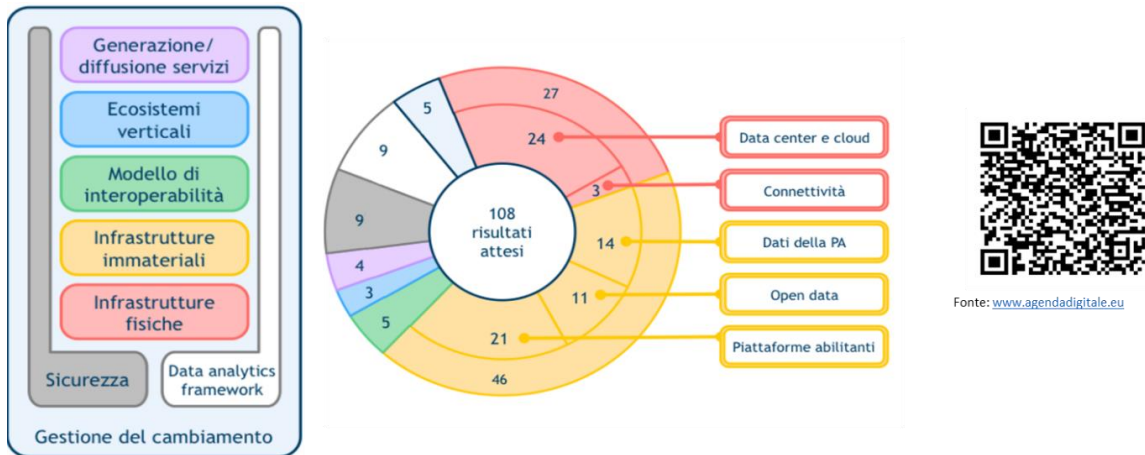 Generazione/
diffusione servizi
Ecosistemi
verticali
Modello di
interoperabilità
Infrastrutture
immateriali
Infrastrutture
fisiche
Sicurezza
Data analytics
framework
Gestione del cambiamento
27
5
24
9
3
9
108
risultati
attesi
14
4
11
3
5
21
46
Data center e cloud
Connettività
Dati della PA
Open data
Piattaforme abilitanti
Fonte: www.agendadigitale.eu